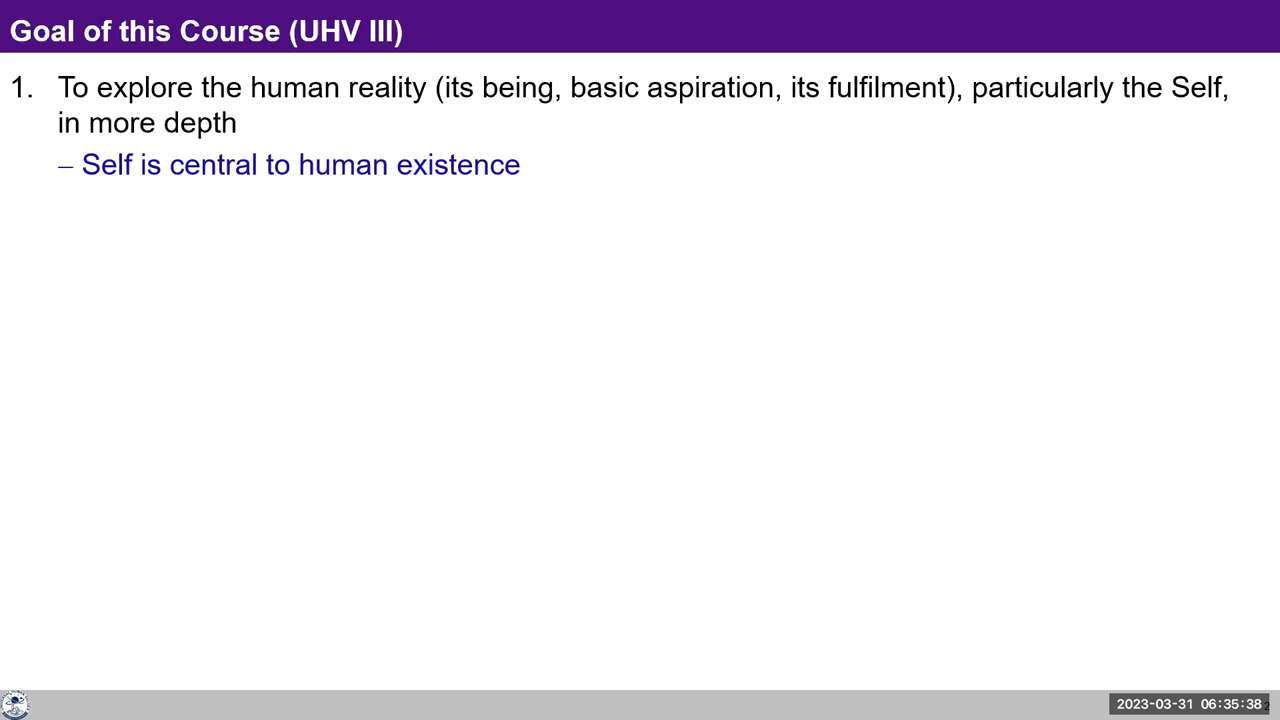 Goal of this Course (UHV III)
1. To explore the human reality (its being, basic aspiration, its fulfilment), particularly the Self,
in more depth
– Self is central to human existence
2023-03-31 06:35:38
2